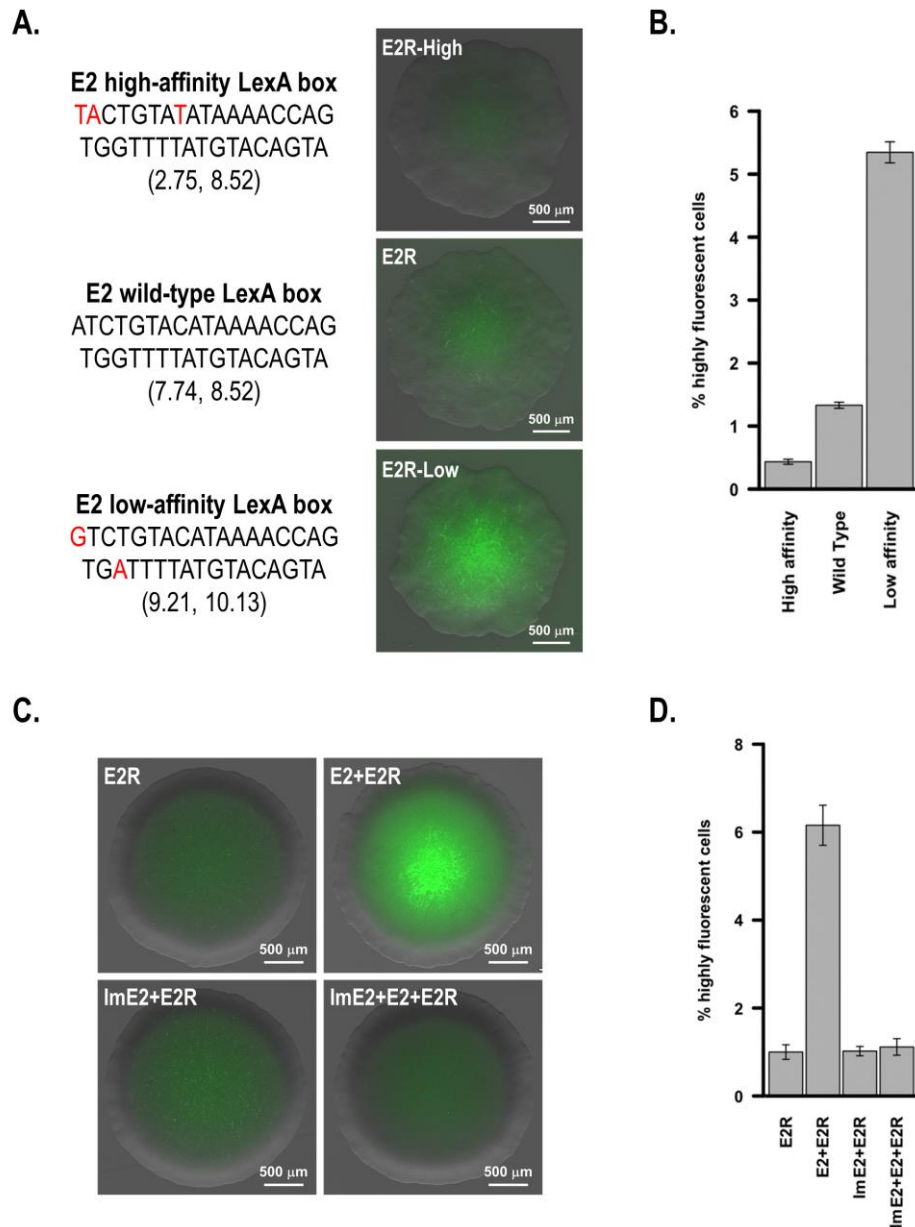 A.
E2 high-affinity LexA box
TACTGTATATAAAACCAG
TGGTTTTATGTACAGTA
(2.75, 8.52)
E2R-High
500 μm
E2 wild-type LexA box
ATCTGTACATAAAACCAG
TGGTTTTATGTACAGTA
(7.74, 8.52)
E2R
500 μm
E2 low-affinity LexA box
GTCTGTACATAAAACCAG
TGATTTTATGTACAGTA
(9.21, 10.13)
E2R-Low
500 μm
B.
% highly fluorescent cells
6
5
4
3
2
1
0
High affinity
Wild Type
Low affinity
C.
E2R
500 μm
E2+E2R
500 μm
ImE2+E2R
500 μm
ImE2+E2+E2R
500 μm
D.
% highly fluorescent cells
8
6
4
2
0
E2R
E2+E2R
ImE2+E2R
ImE2+E2+E2R